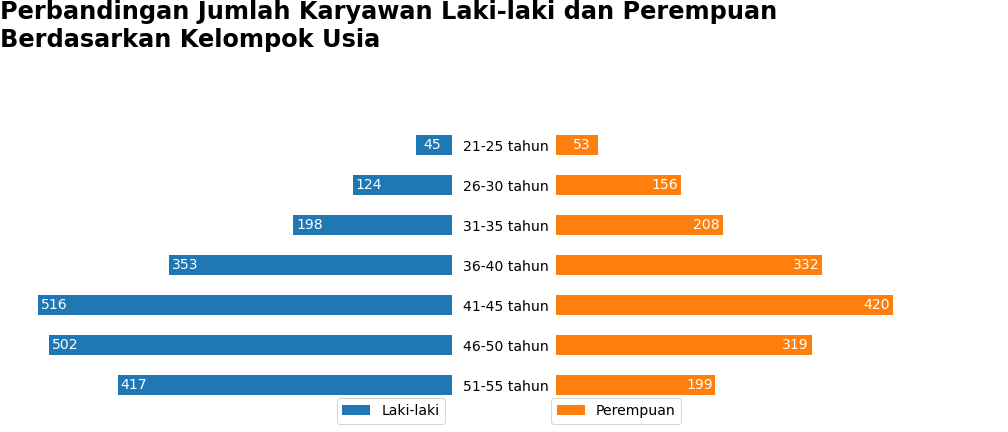 Perbandingan Jumlah Karyawan Laki-laki dan Perempuan
Berdasarkan Kelompok Usia
45 21-25 tahun 53
124 26-30 tahun 156
198 31-35 tahun 208
353 36-40 tahun 332
516 41-45 tahun 420
502 46-50 tahun 319
417 51-55 tahun 199
Laki-laki Perempuan